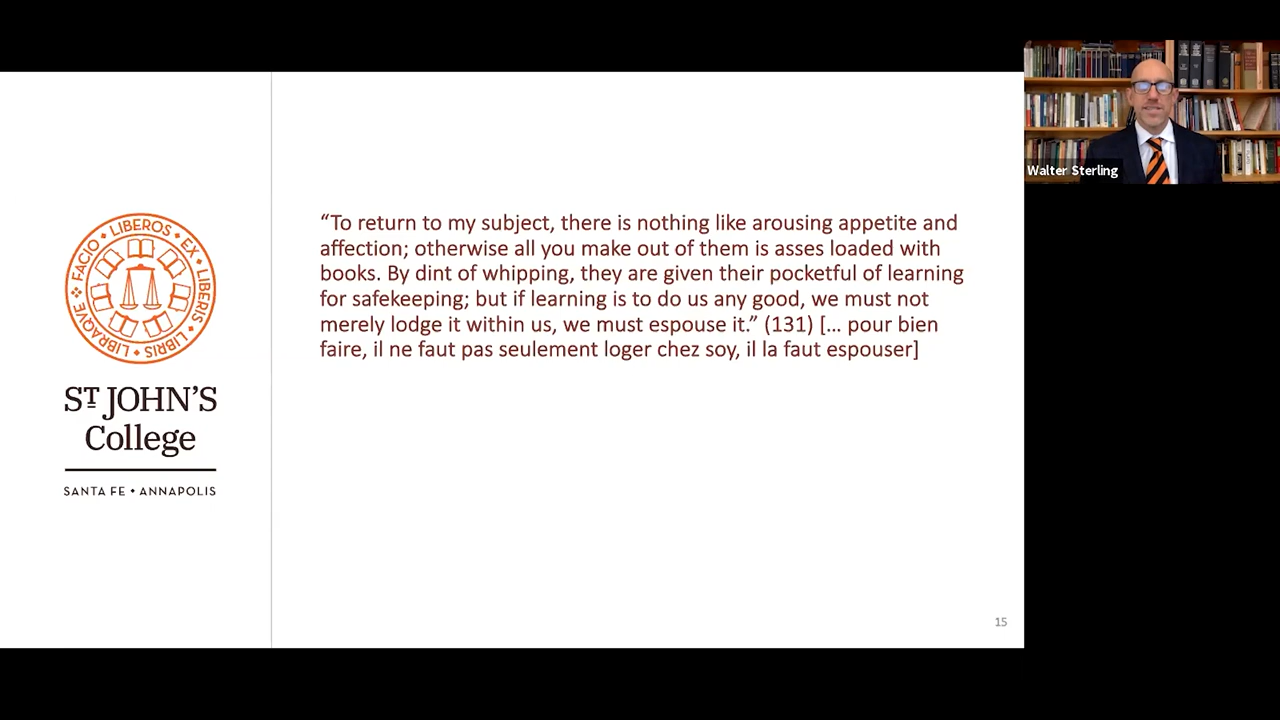 FACIO LIBEROS EX LIBERIS LIBRIS LIBRAQVE
ST JOHN'S
College
SANTA FE • ANNAPOLIS
“To return to my subject, there is nothing like arousing appetite and
affection; otherwise all you make out of them is asses loaded with
books. By dint of whipping, they are given their pocketful of learning
for safekeeping; but if learning is to do us any good, we must not
merely lodge it within us, we must espouse it.” (131) [… pour bien
faire, il ne faut pas seulement loger chez soy, il la faut espouser]
15
Walter Sterling